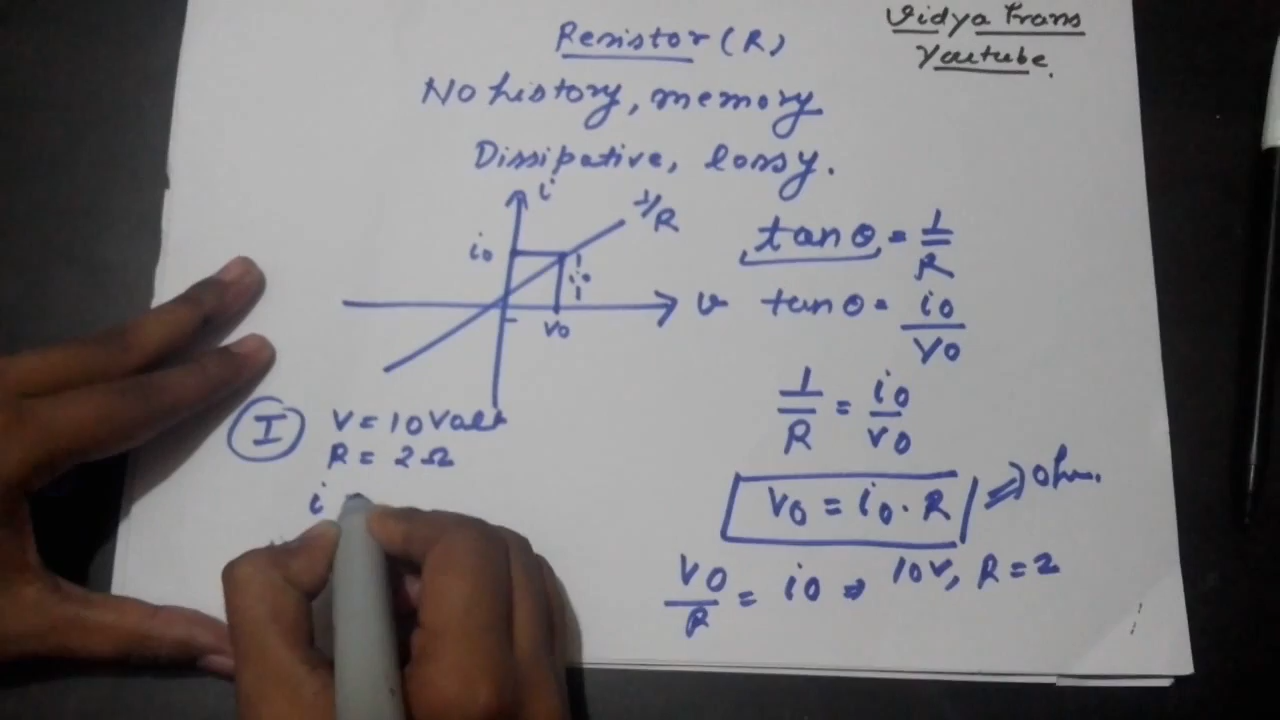 Vidya Trans
Youtube.
Resistor (R)
No history, memory
Dissipative, lossy.
i
1/R
i0
v
v0
tanθ = 1/R
tanθ = i0/V0
1/R = i0/v0
V0 = i0 . R ⇒ Ohm.
V0/R = i0 ⇒ 10V, R = 2
I
V = 10 Volt
R = 2 Ω
i